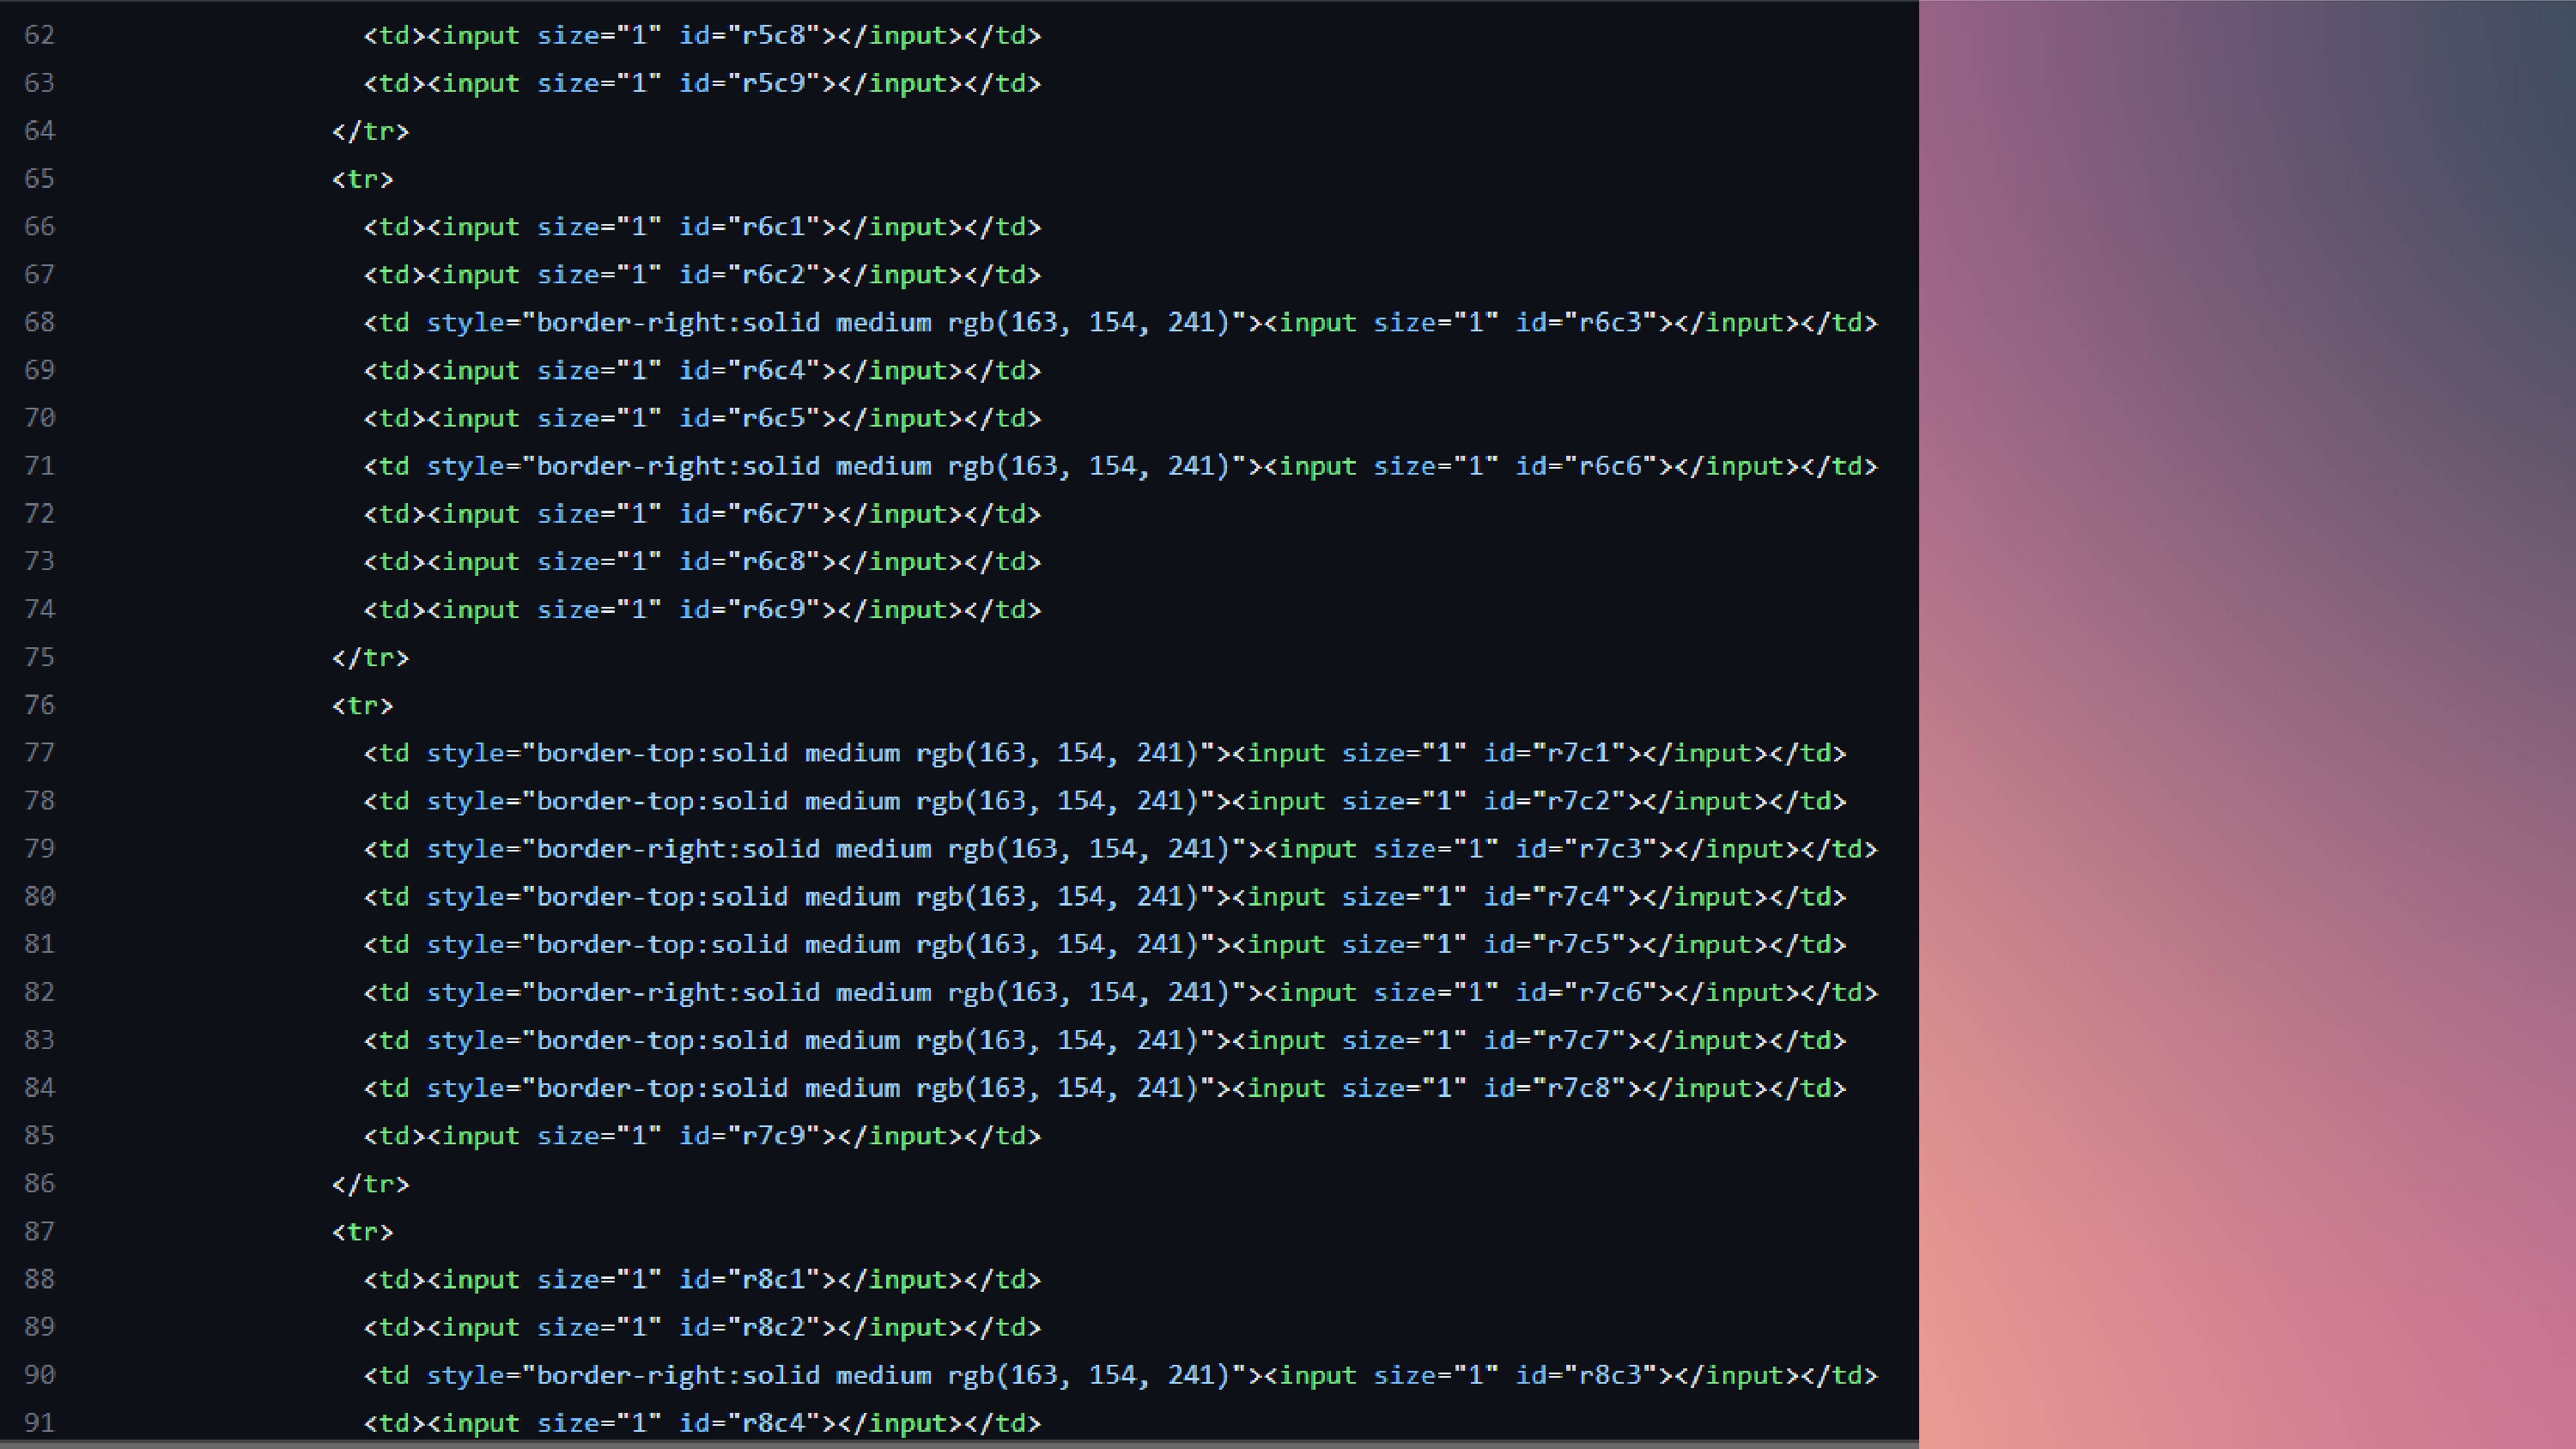 62 <td><input size="1" id="r5c8"></input></td>
63 <td><input size="1" id="r5c9"></input></td>
64 </tr>
65 <tr>
66 <td><input size="1" id="r6c1"></input></td>
67 <td><input size="1" id="r6c2"></input></td>
68 <td style="border-right:solid medium rgb(163, 154, 241)"><input size="1" id="r6c3"></input></td>
69 <td><input size="1" id="r6c4"></input></td>
70 <td><input size="1" id="r6c5"></input></td>
71 <td style="border-right:solid medium rgb(163, 154, 241)"><input size="1" id="r6c6"></input></td>
72 <td><input size="1" id="r6c7"></input></td>
73 <td><input size="1" id="r6c8"></input></td>
74 <td><input size="1" id="r6c9"></input></td>
75 </tr>
76 <tr>
77 <td style="border-top:solid medium rgb(163, 154, 241)"><input size="1" id="r7c1"></input></td>
78 <td style="border-top:solid medium rgb(163, 154, 241)"><input size="1" id="r7c2"></input></td>
79 <td style="border-right:solid medium rgb(163, 154, 241)"><input size="1" id="r7c3"></input></td>
80 <td style="border-top:solid medium rgb(163, 154, 241)"><input size="1" id="r7c4"></input></td>
81 <td style="border-top:solid medium rgb(163, 154, 241)"><input size="1" id="r7c5"></input></td>
82 <td style="border-right:solid medium rgb(163, 154, 241)"><input size="1" id="r7c6"></input></td>
83 <td style="border-top:solid medium rgb(163, 154, 241)"><input size="1" id="r7c7"></input></td>
84 <td style="border-top:solid medium rgb(163, 154, 241)"><input size="1" id="r7c8"></input></td>
85 <td><input size="1" id="r7c9"></input></td>
86 </tr>
87 <tr>
88 <td><input size="1" id="r8c1"></input></td>
89 <td><input size="1" id="r8c2"></input></td>
90 <td style="border-right:solid medium rgb(163, 154, 241)"><input size="1" id="r8c3"></input></td>
91 <td><input size="1" id="r8c4"></input></td>